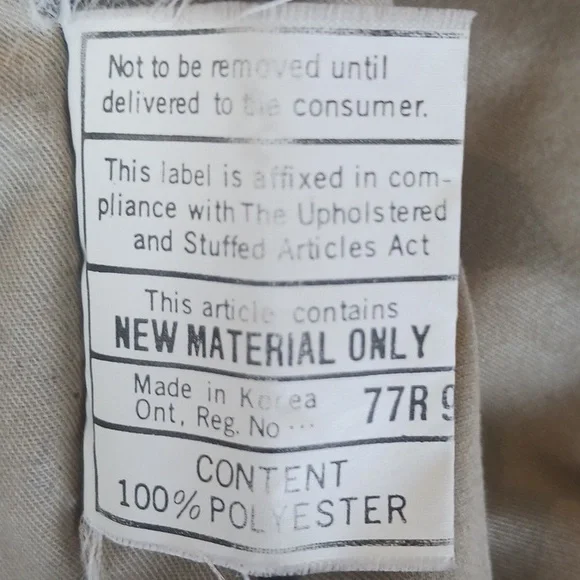 Not to be removed until
delivered to the consumer.
This label is affixed in com-
pliance with The Upholstered
and Stuffed Articles Act
This article contains
NEW MATERIAL ONLY
Made in Korea
Ont. Reg. No ... 77R 9
CONTENT
100% POLYESTER